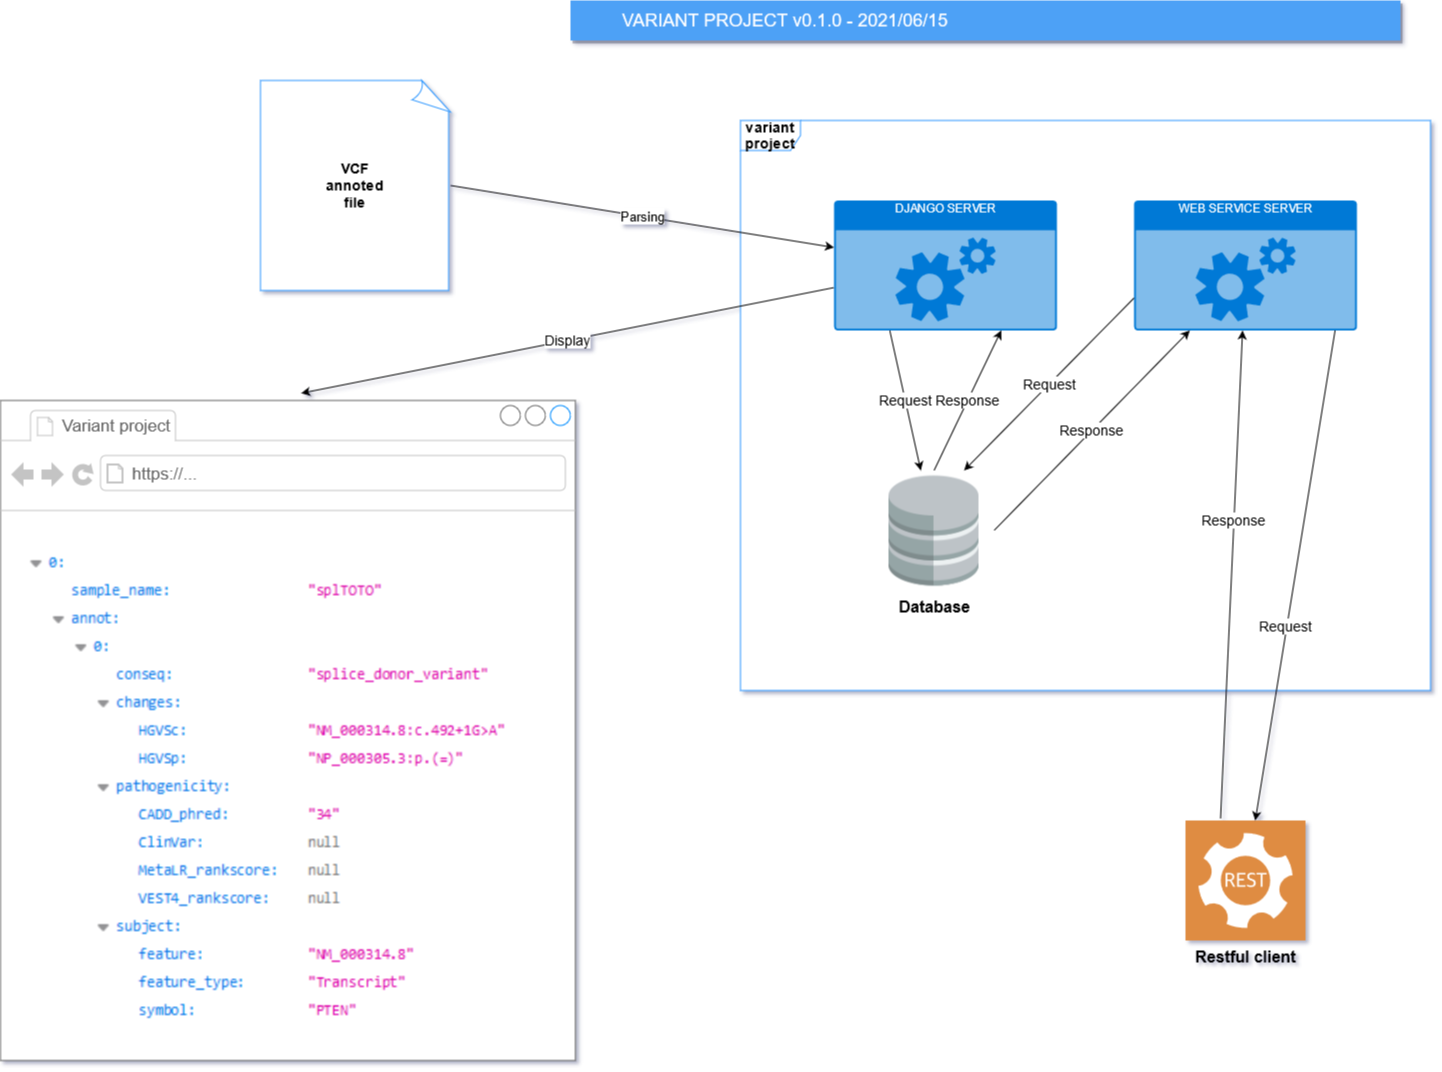 VARIANT PROJECT v0.1.0 - 2021/06/15
VCF
annoted
file
Parsing
Display
variant
project
DJANGO SERVER
WEB SERVICE SERVER
Request
Response
Request
Response
Database
Response
Request
REST
Restful client
Variant project
https://...
0:
sample_name: "splTOTO"
annot:
0:
conseq: "splice_donor_variant"
changes:
HGVSc: "NM_000314.8:c.492+1G>A"
HGVSp: "NP_000305.3:p.(=)"
pathogenicity:
CADD_phred: "34"
ClinVar: null
MetaLR_rankscore: null
VEST4_rankscore: null
subject:
feature: "NM_000314.8"
feature_type: "Transcript"
symbol: "PTEN"